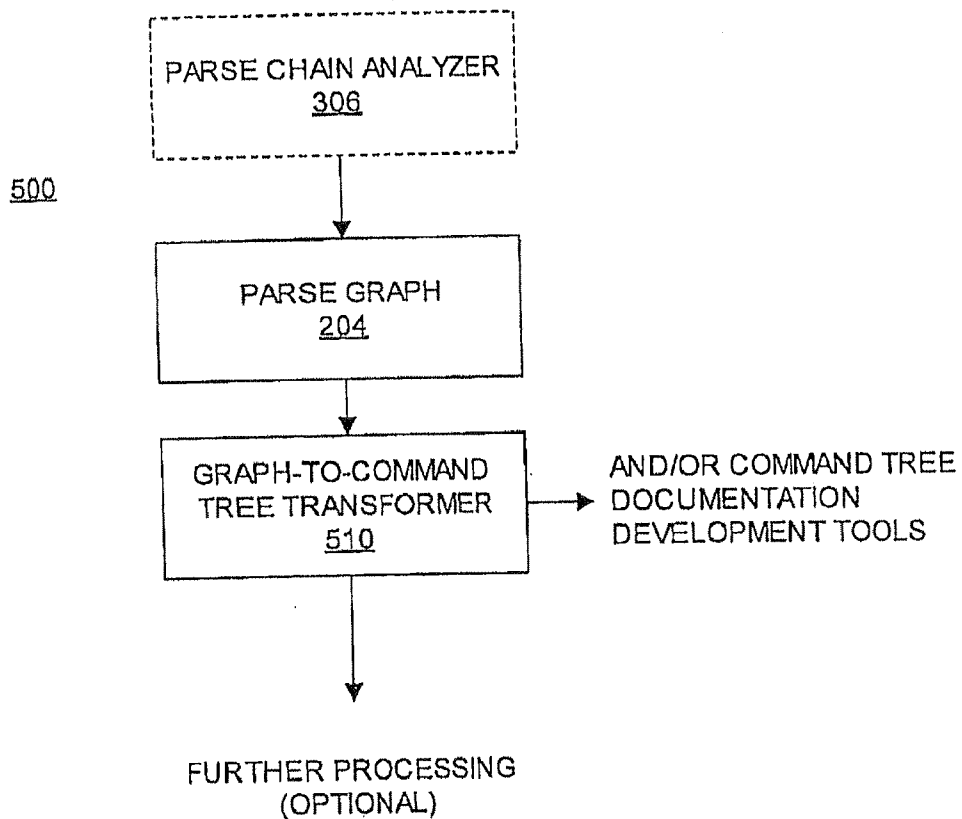 PARSE CHAIN ANALYZER
306
500
PARSE GRAPH
204
GRAPH-TO-COMMAND
TREE TRANSFORMER
510
AND/OR COMMAND TREE
DOCUMENTATION
DEVELOPMENT TOOLS
FURTHER PROCESSING
(OPTIONAL)